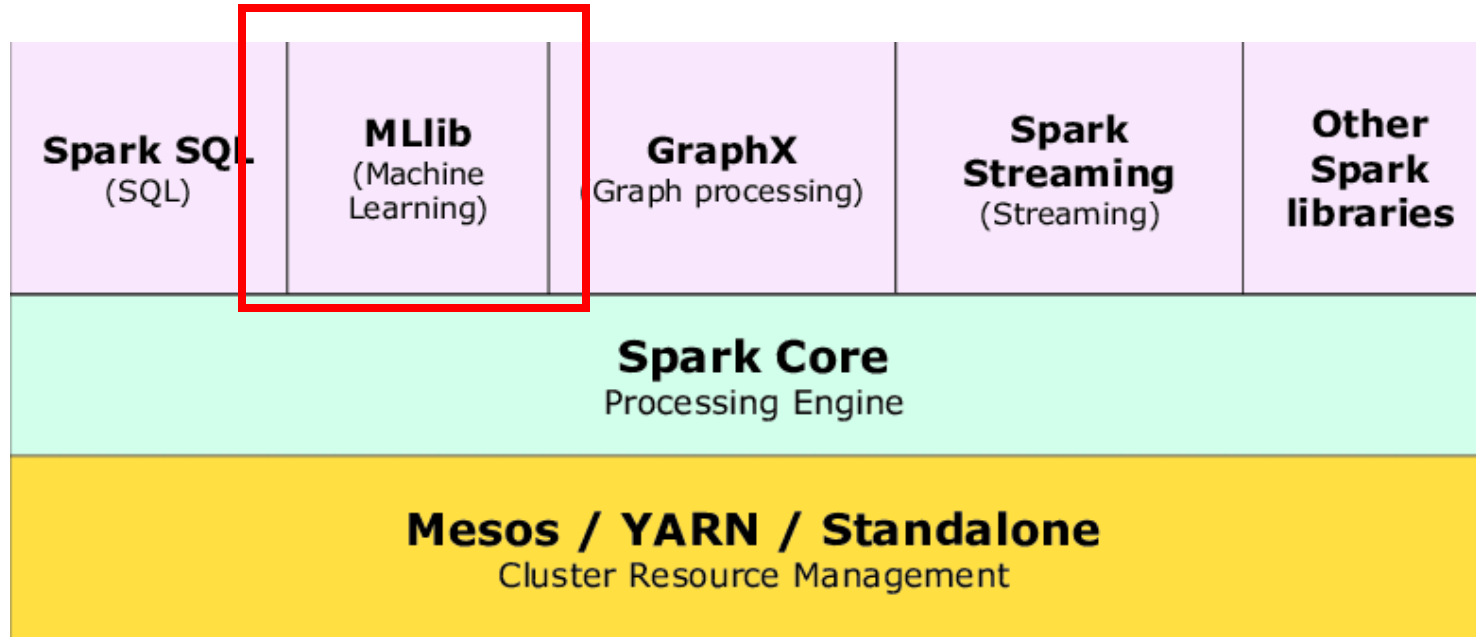 Spark SQL
(SQL)
MLlib
(Machine
Learning)
GraphX
(Graph processing)
Spark
Streaming
(Streaming)
Other
Spark
libraries
Spark Core
Processing Engine
Mesos / YARN / Standalone
Cluster Resource Management